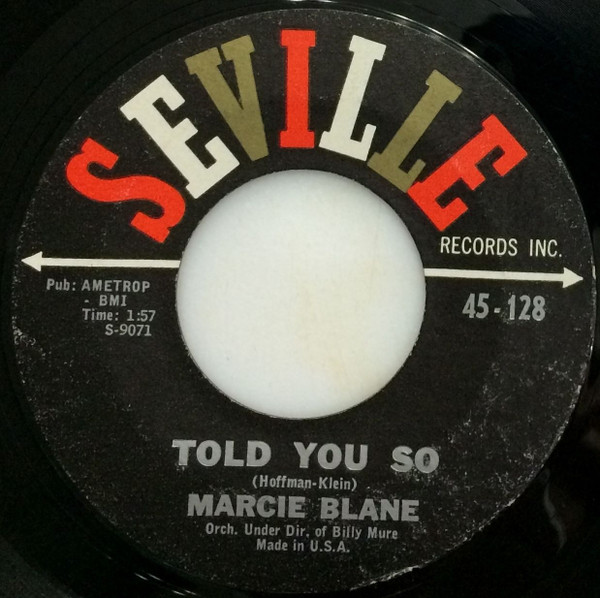 SEVILLE
RECORDS INC.
Pub: AMETROP
- BMI
Time: 1:57
S-9071
45-128
TOLD YOU SO
(Hoffman-Klein)
MARCIE BLANE
Orch. Under Dir. of Billy Mure
Made in U.S.A.